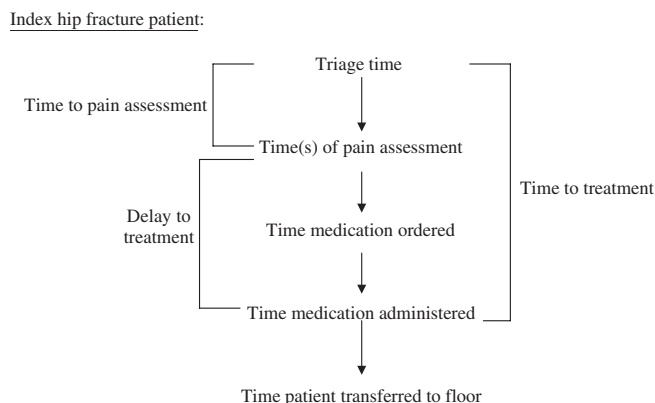 Index hip fracture patient:
Triage time
Time to pain assessment
Time(s) of pain assessment
Time to treatment
Delay to
treatment
Time medication ordered
Time medication administered
Time patient transferred to floor